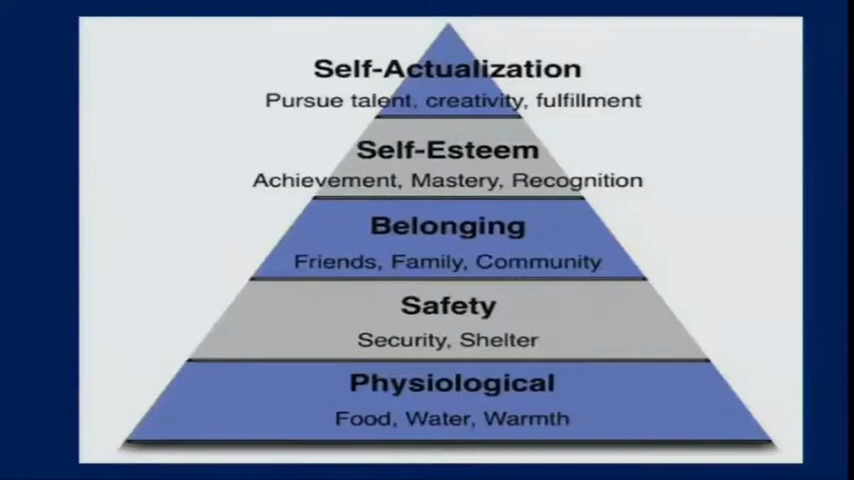 Self-Actualization
Pursue talent, creativity, fulfillment
Self-Esteem
Achievement, Mastery, Recognition
Belonging
Friends, Family, Community
Safety
Security, Shelter
Physiological
Food, Water, Warmth